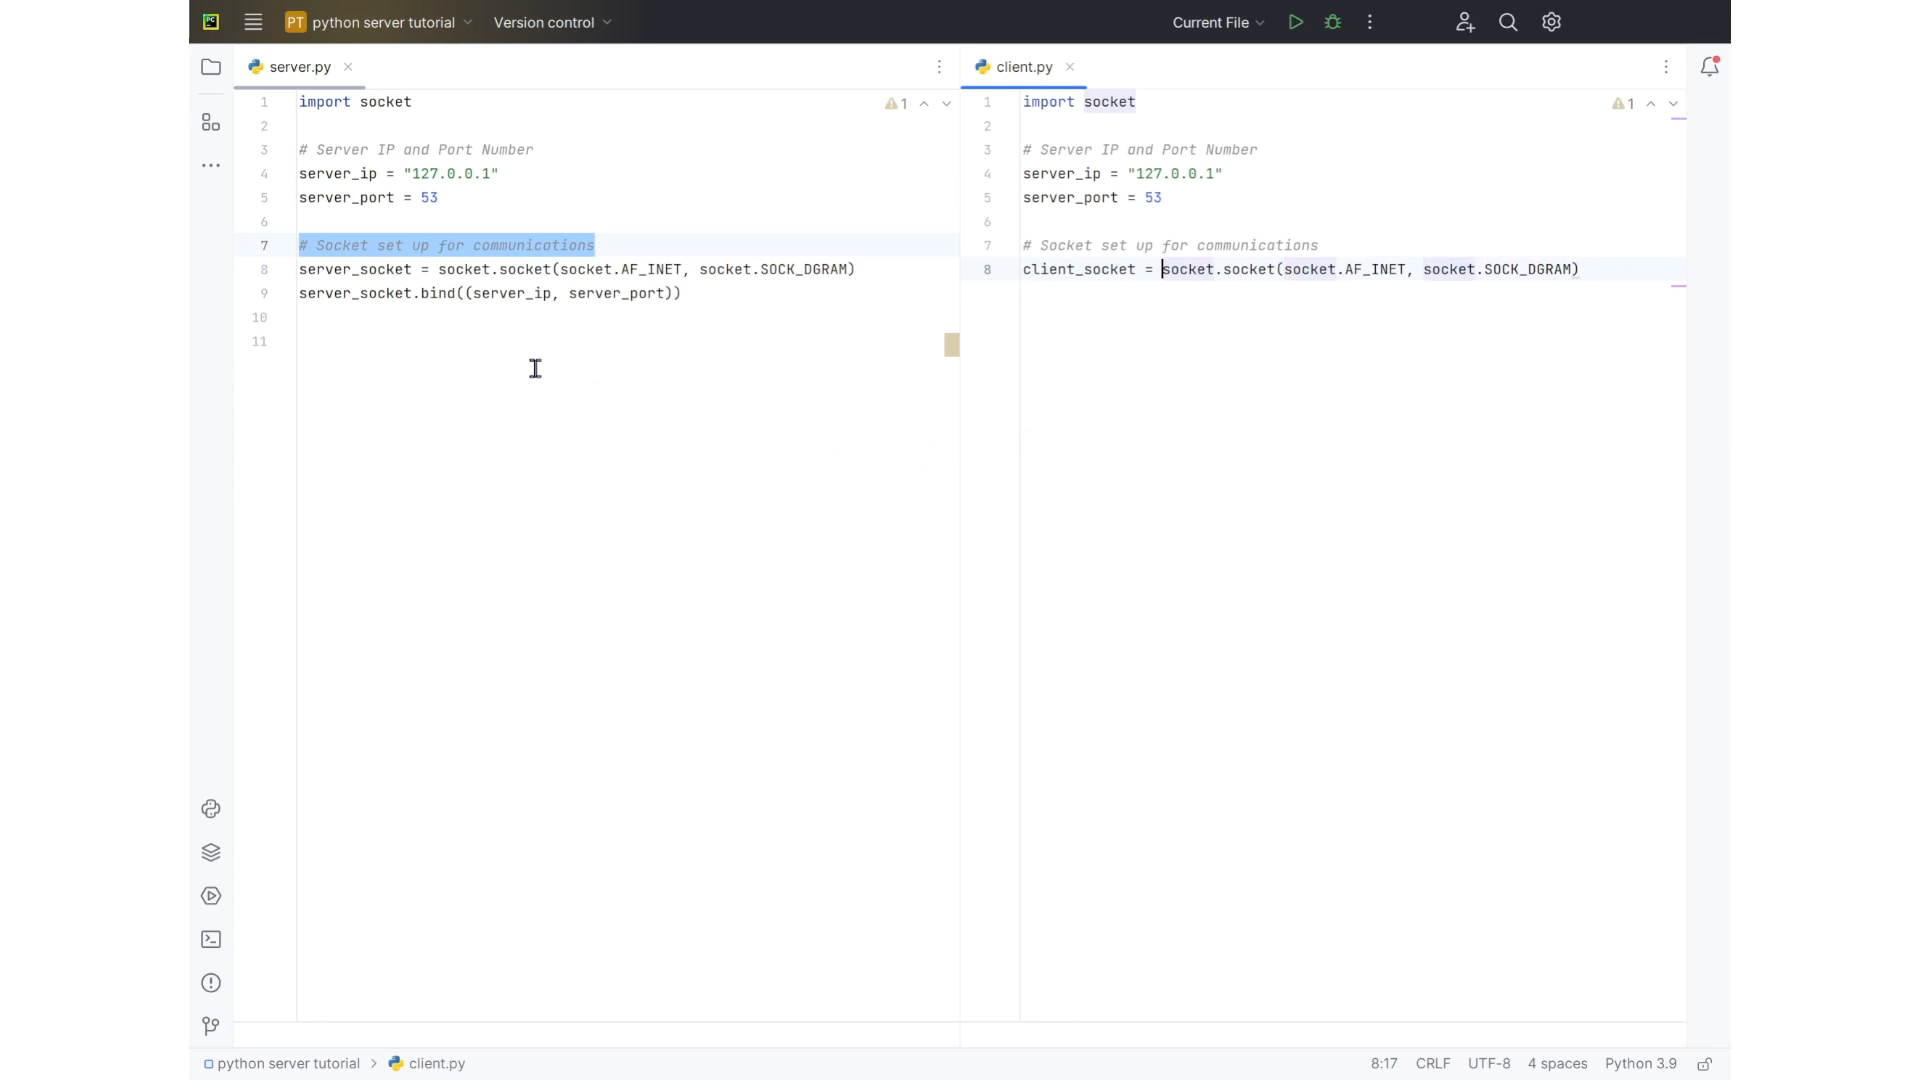 PC
PT python server tutorial Version control Current File
server.py
1 import socket
2
3 # Server IP and Port Number
4 server_ip = "127.0.0.1"
5 server_port = 53
6
7 # Socket set up for communications
8 server_socket = socket.socket(socket.AF_INET, socket.SOCK_DGRAM)
9 server_socket.bind((server_ip, server_port))
10
11
1
client.py
1 import socket
2
3 # Server IP and Port Number
4 server_ip = "127.0.0.1"
5 server_port = 53
6
7 # Socket set up for communications
8 client_socket = socket.socket(socket.AF_INET, socket.SOCK_DGRAM)
1
python server tutorial > client.py 8:17 CRLF UTF-8 4 spaces Python 3.9